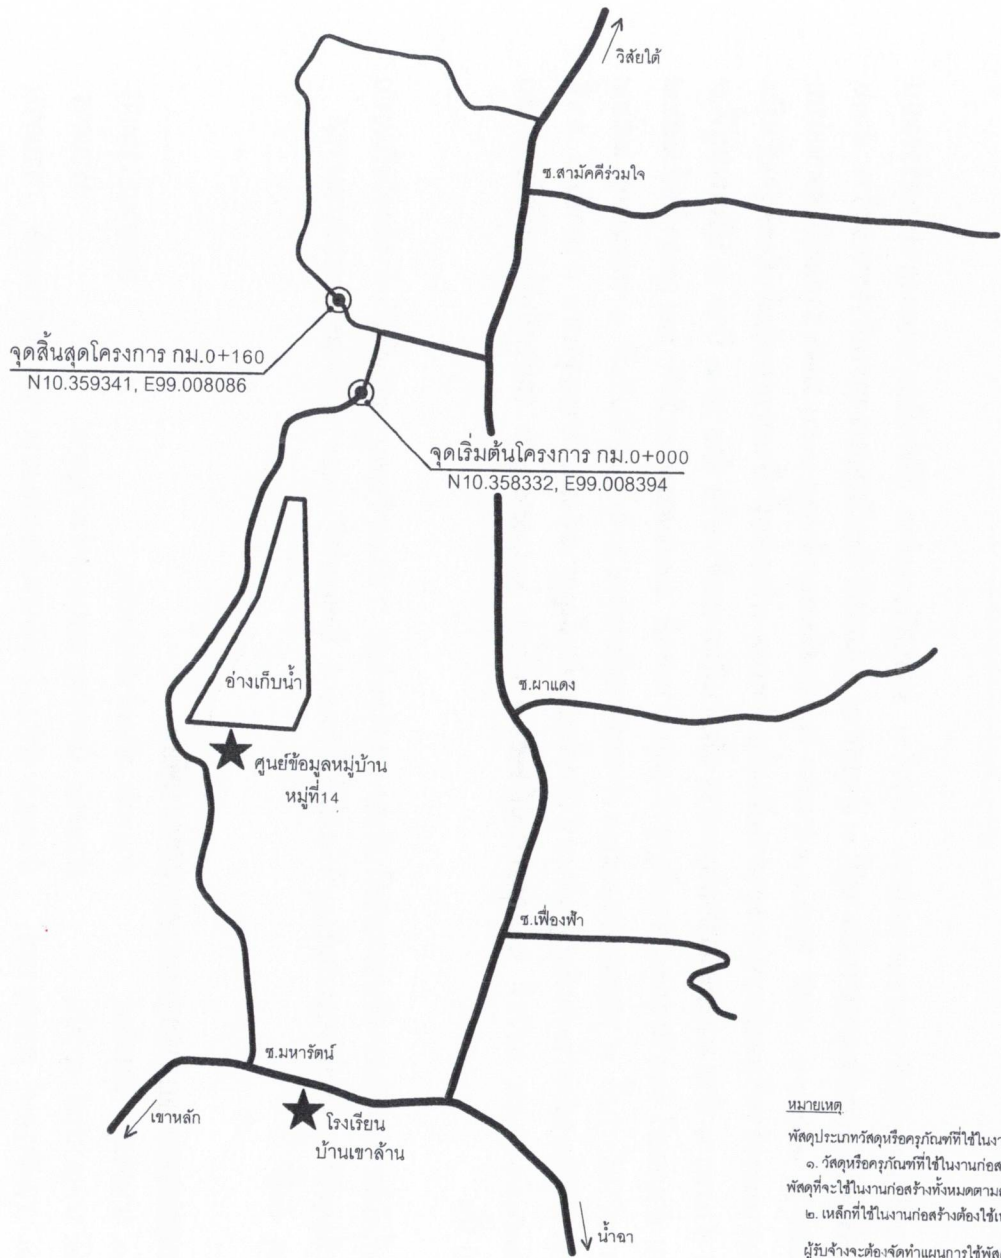 วิสัยใต้
ซ.สามัคคีร่วมใจ
จุดสิ้นสุดโครงการ กม.0+160
N10.359341, E99.008086
จุดเริ่มต้นโครงการ กม.0+000
N10.358332, E99.008394
อ่างเก็บน้ำ
ซ.ผาแดง
ศูนย์ข้อมูลหมู่บ้าน
หมู่ที่14
ซ.เฟื่องฟ้า
ซ.มหารัตน์
เขาหลัก
โรงเรียน
บ้านเขาล้าน
น้ำฉา
หมายเหตุ
พัสดุประเภทวัสดุหรือครุภัณฑ์ที่ใช้ในงา
๑. วัสดุหรือครุภัณฑ์ที่ใช้ในงานก่อส
พัสดุที่จะใช้ในงานก่อสร้างทั้งหมดตาม
๒. เหล็กที่ใช้ในงานก่อสร้างต้องใช้
ผู้รับจ้างจะต้องจัดทำแผนการใช้พัส